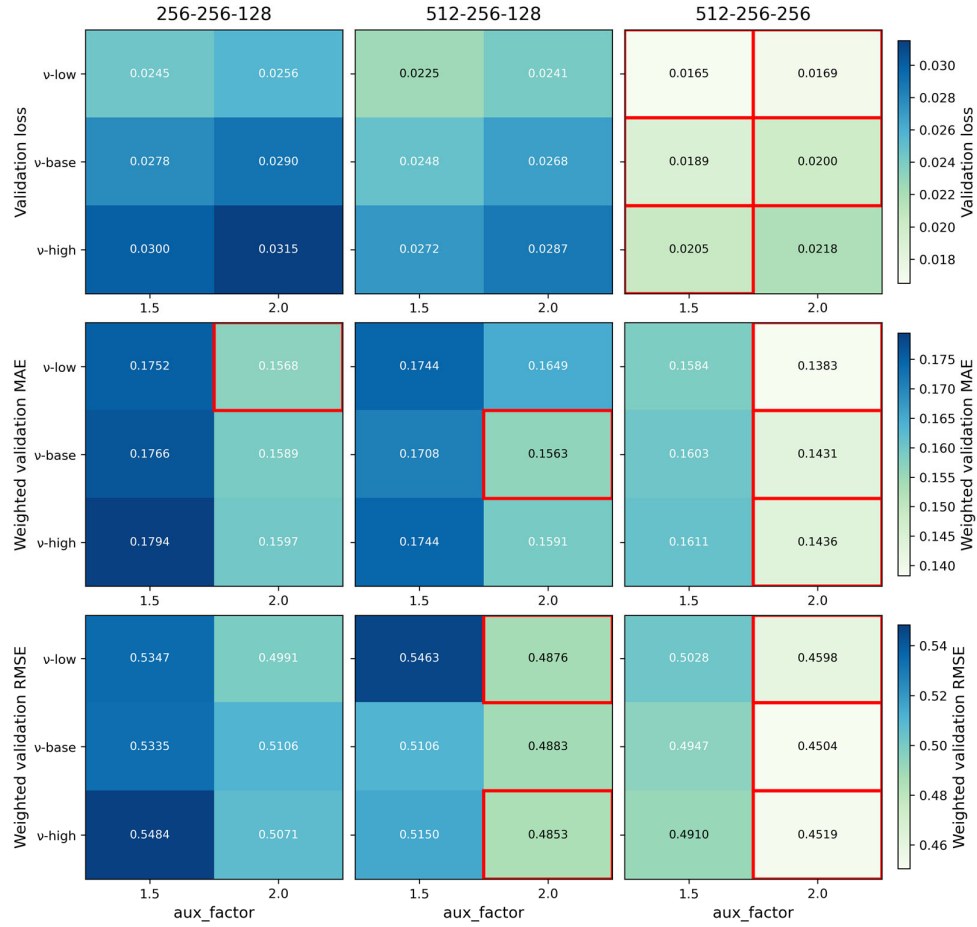 256-256-128 512-256-128 512-256-256
Validation loss
ν-low 0.0245 0.0256 0.0225 0.0241 0.0165 0.0169
ν-base 0.0278 0.0290 0.0248 0.0268 0.0189 0.0200
ν-high 0.0300 0.0315 0.0272 0.0287 0.0205 0.0218
1.5 2.0 1.5 2.0 1.5 2.0
0.030
0.028
0.026
0.024
0.022
0.020
0.018
Validation loss
Weighted validation MAE
ν-low 0.1752 0.1568 0.1744 0.1649 0.1584 0.1383
ν-base 0.1766 0.1589 0.1708 0.1563 0.1603 0.1431
ν-high 0.1794 0.1597 0.1744 0.1591 0.1611 0.1436
1.5 2.0 1.5 2.0 1.5 2.0
0.175
0.170
0.165
0.160
0.155
0.150
0.145
0.140
Weighted validation MAE
Weighted validation RMSE
ν-low 0.5347 0.4991 0.5463 0.4876 0.5028 0.4598
ν-base 0.5335 0.5106 0.5106 0.4883 0.4947 0.4504
ν-high 0.5484 0.5071 0.5150 0.4853 0.4910 0.4519
1.5 2.0 1.5 2.0 1.5 2.0
aux_factor aux_factor aux_factor
0.54
0.52
0.50
0.48
0.46
Weighted validation RMSE